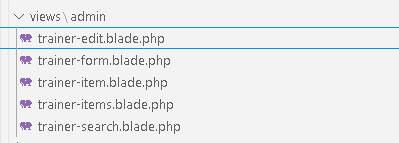 views\admin
trainer-edit.blade.php
trainer-form.blade.php
trainer-item.blade.php
trainer-items.blade.php
trainer-search.blade.php